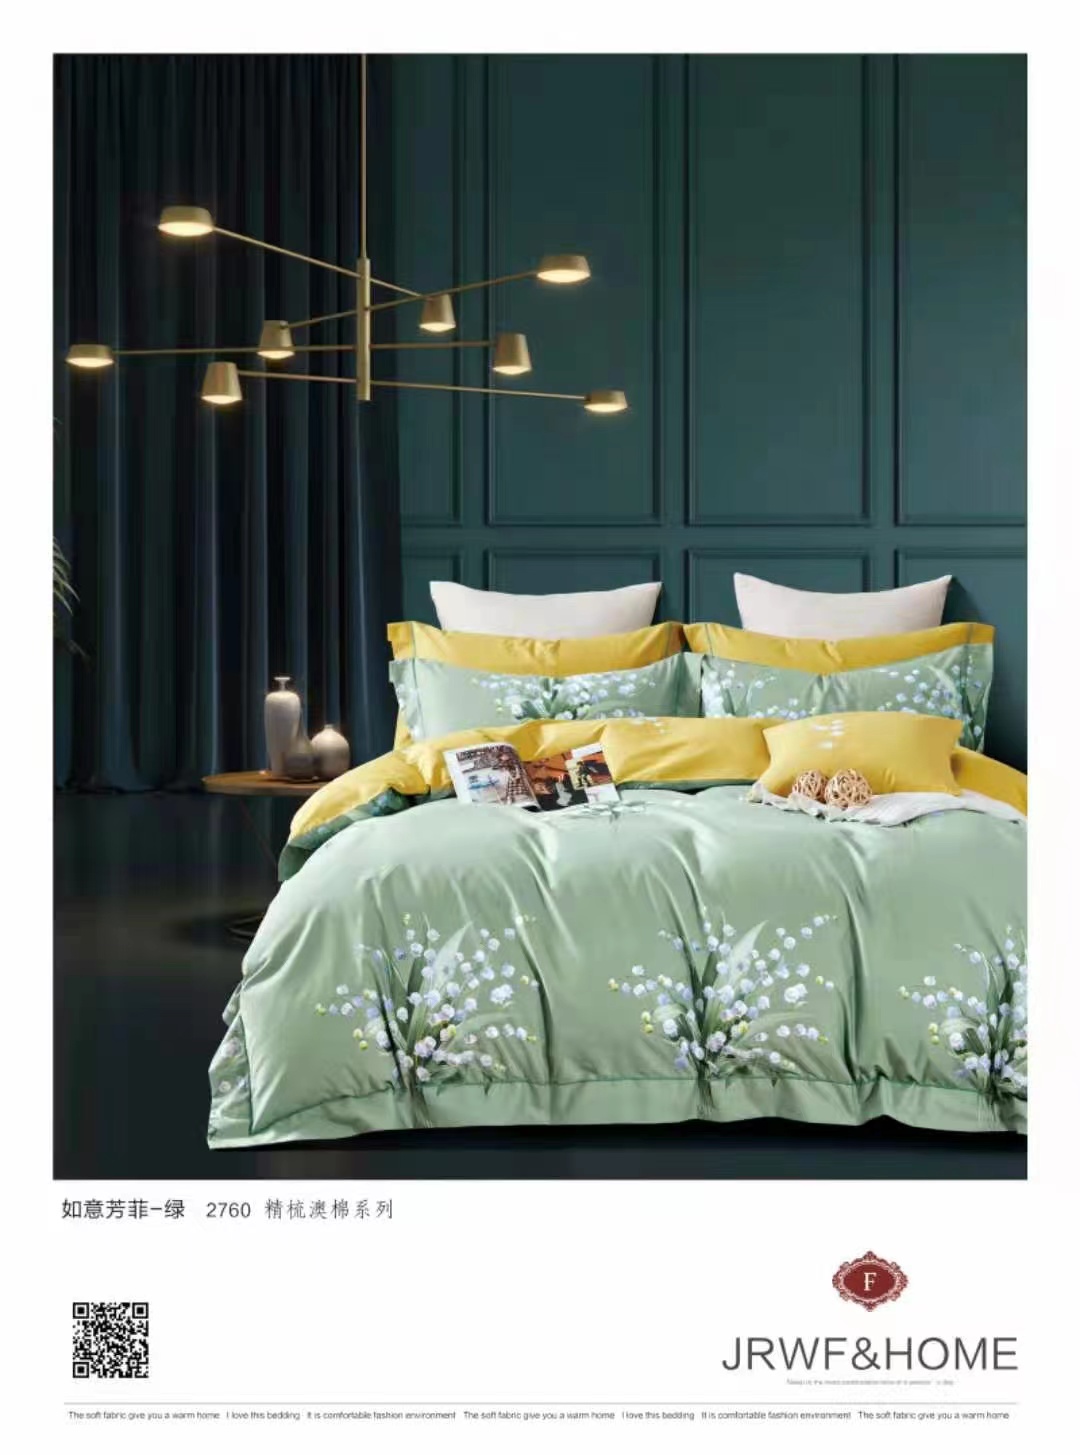 如意芳菲-绿 2760 精梳澳棉系列
F
JRWF&HOME
The soft fabric give you a warm home I love this bedding It is comfortable fashion environment The soft fabric give you a warm home I love this bedding It is comfortable fashion environment The soft fabric give you a warm home